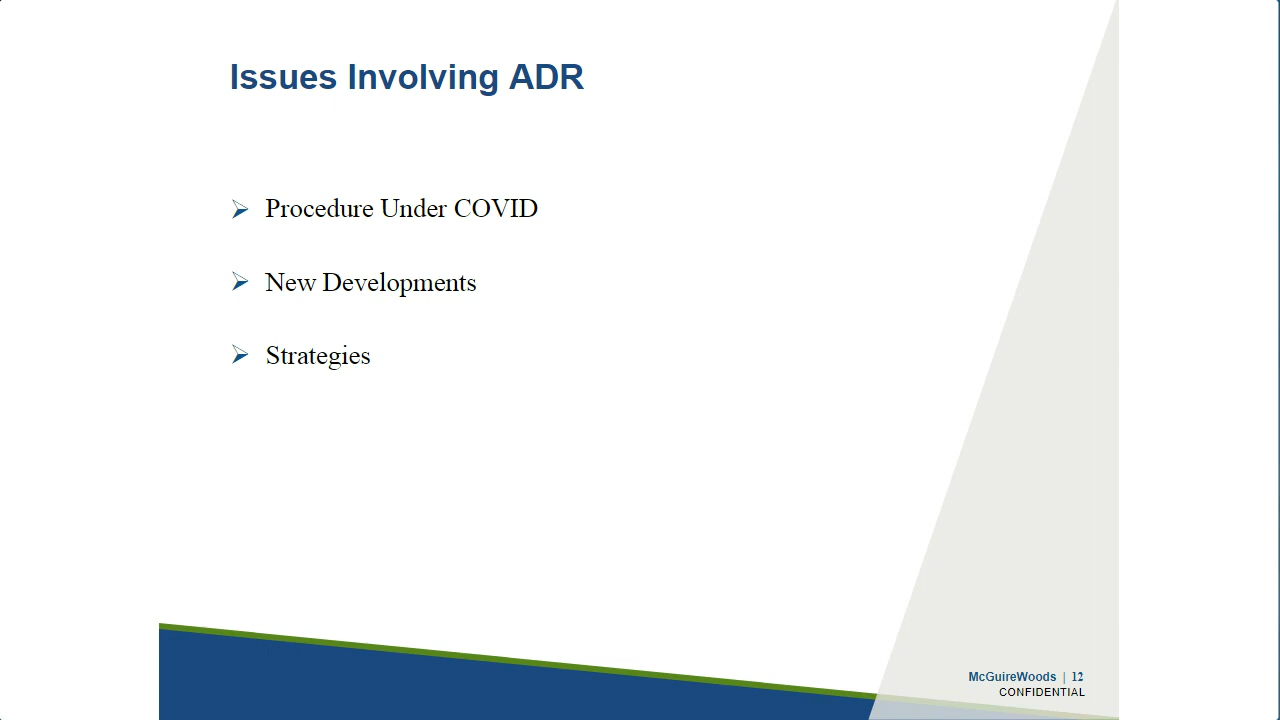 Issues Involving ADR
Procedure Under COVID
New Developments
Strategies
McGuireWoods | 12
CONFIDENTIAL